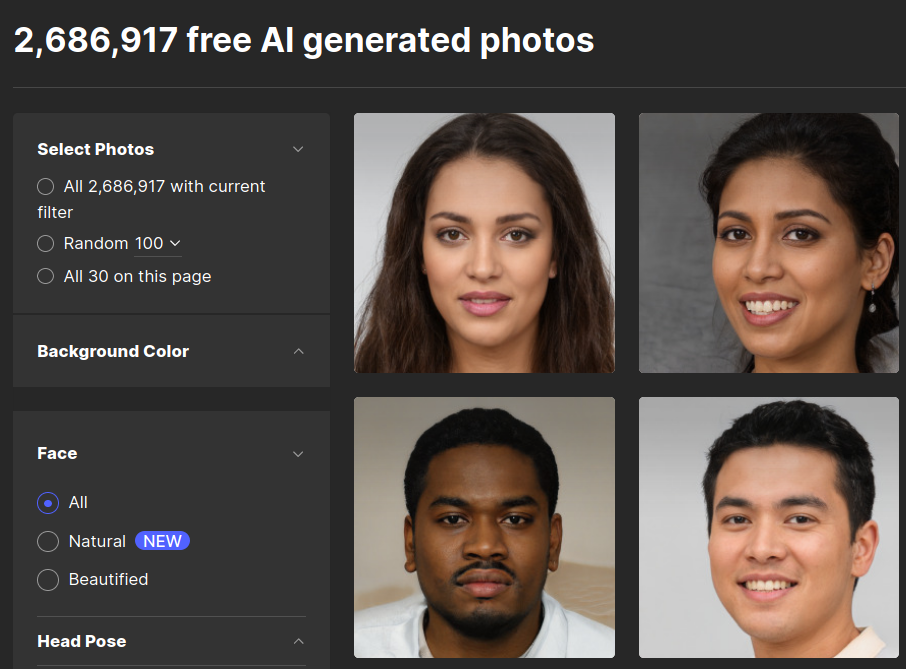 2,686,917 free AI generated photos
Select Photos
All 2,686,917 with current
filter
Random 100
All 30 on this page
Background Color
Face
All
Natural NEW
Beautified
Head Pose